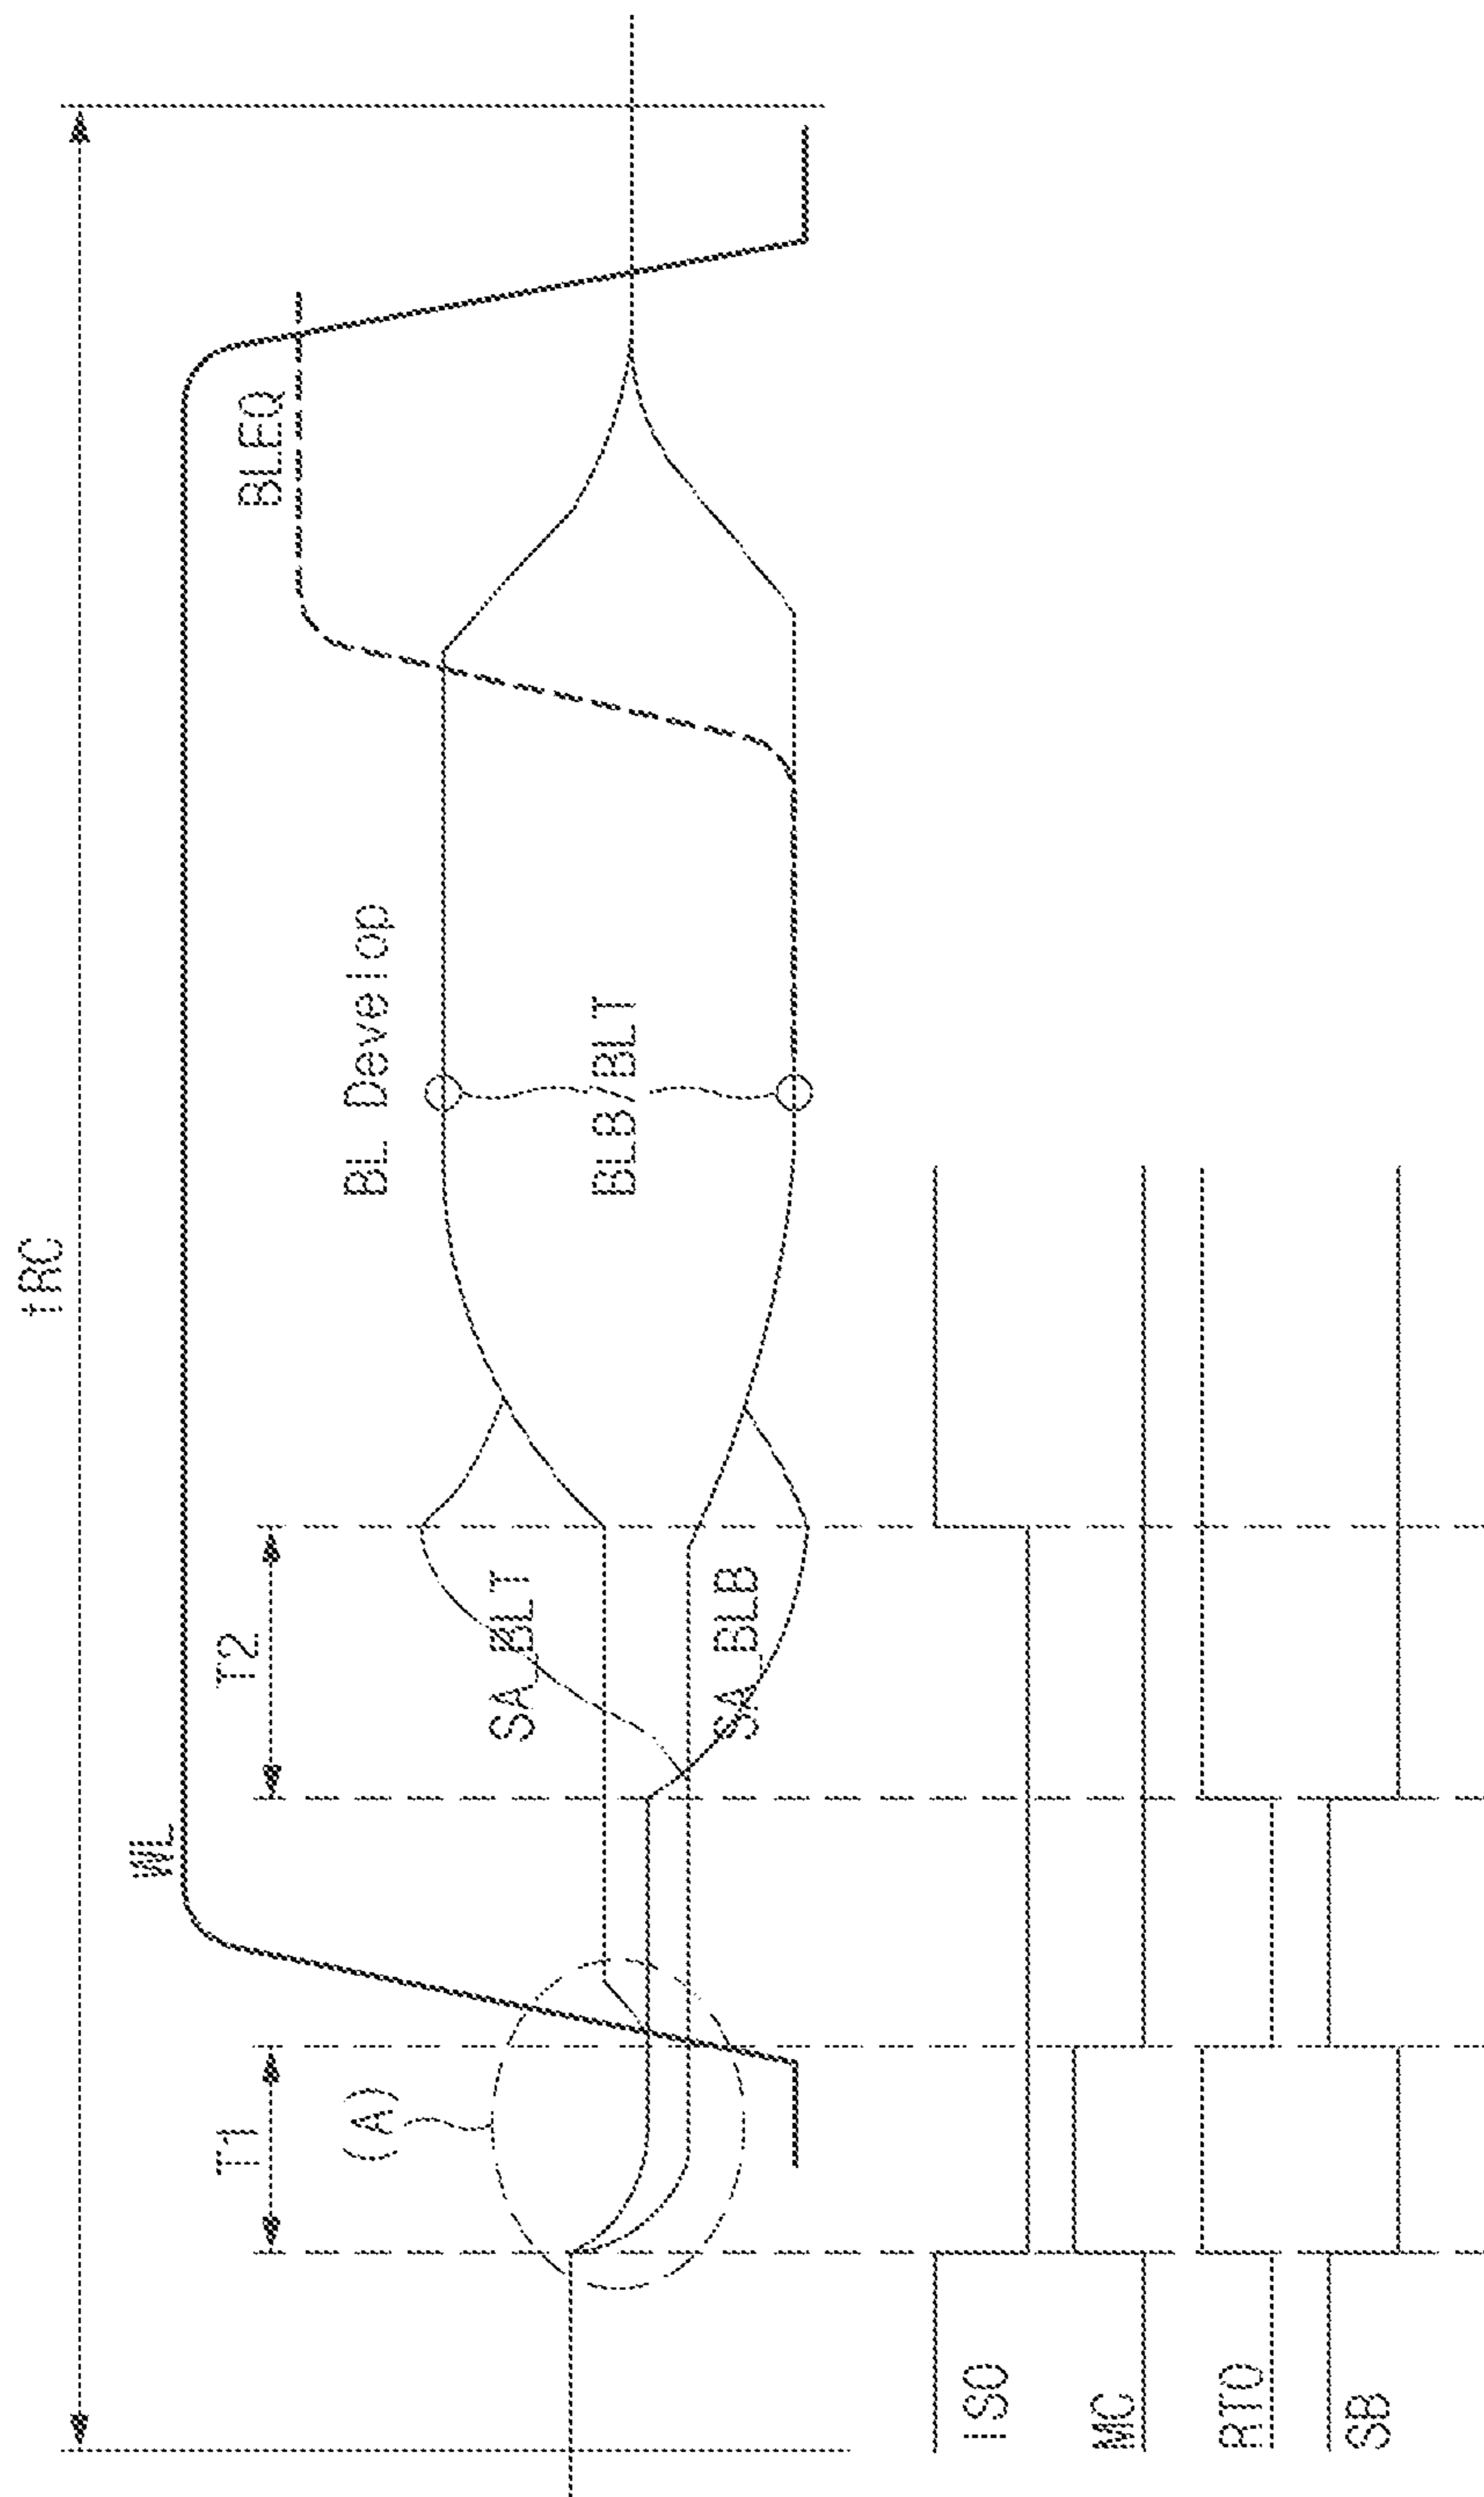 tRC
WL
BLEQ
T1
T2
(A)
BL Develop
SA_BLT
BLB/BLT
SA_BLB
ISO
MC
RTO
SB